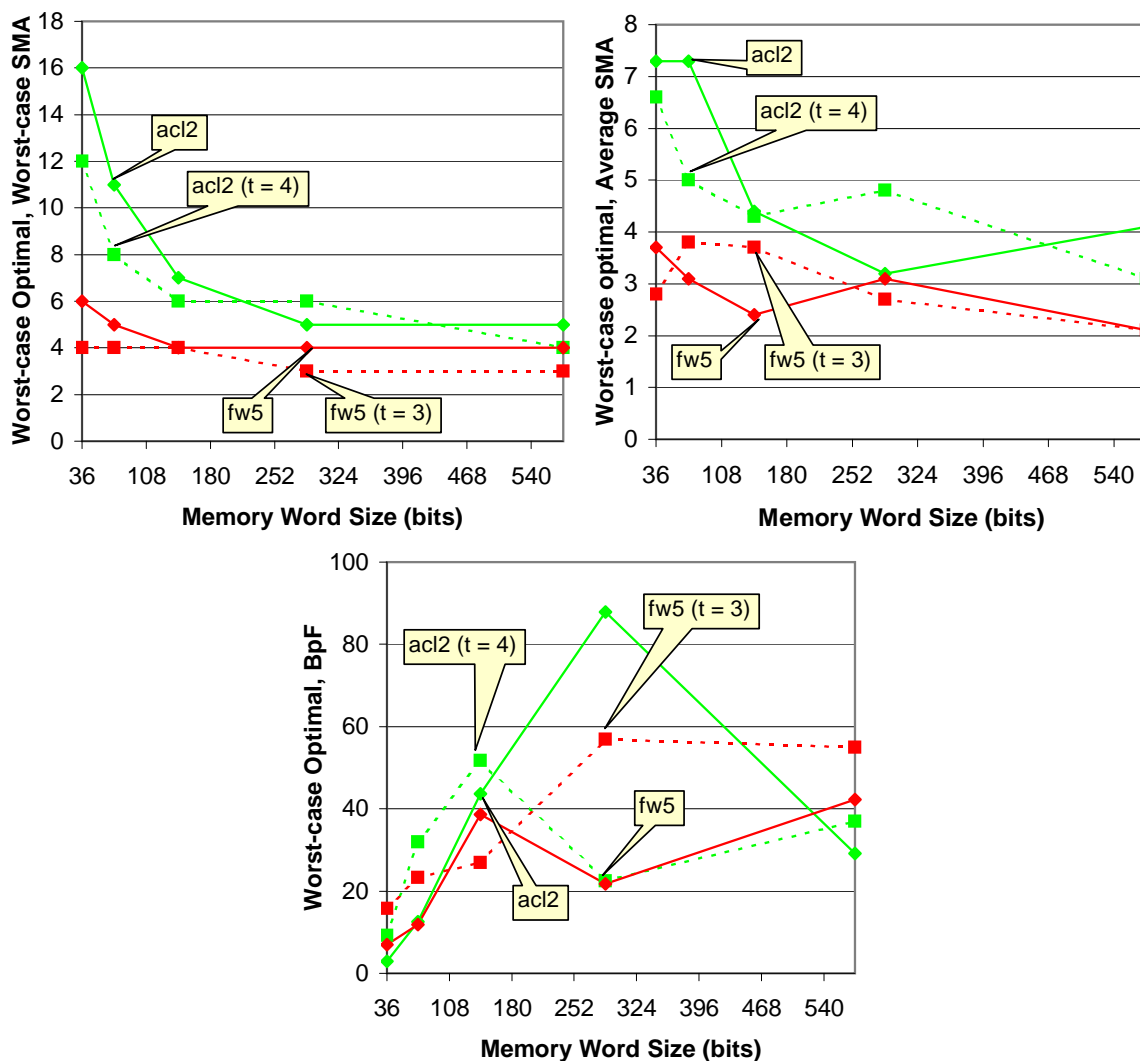 Worst-case Optimal, Worst-case SMA
18
16
14
12
10
8
6
4
2
0
acl2
acl2 (t = 4)
fw5
fw5 (t = 3)
36 108 180 252 324 396 468 540
Memory Word Size (bits)
Worst-case optimal, Average SMA
8
7
6
5
4
3
2
1
0
acl2
acl2 (t = 4)
fw5
fw5 (t = 3)
36 108 180 252 324 396 468 540
Memory Word Size (bits)
Worst-case Optimal, BpF
100
80
60
40
20
0
fw5 (t = 3)
acl2 (t = 4)
fw5
acl2
36 108 180 252 324 396 468 540
Memory Word Size (bits)